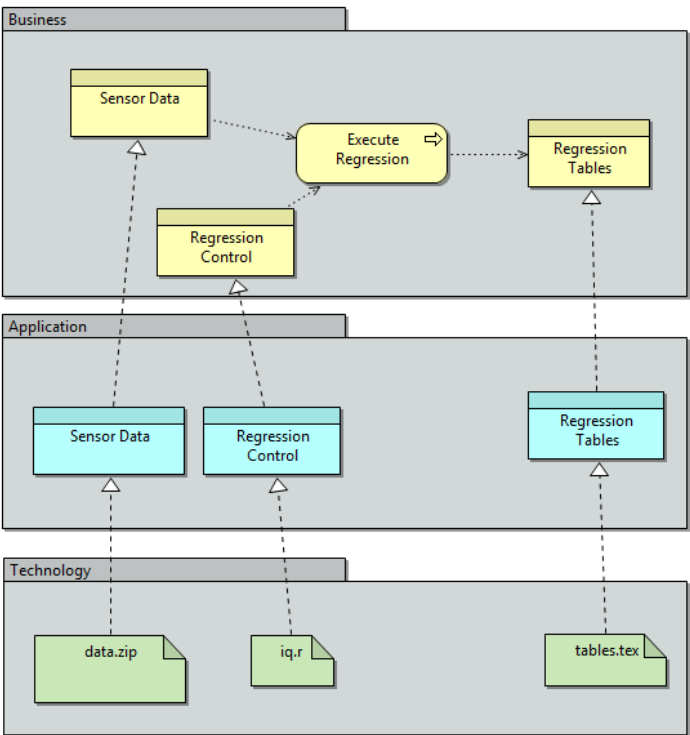 Business
Sensor Data
Execute
Regression
Regression
Tables
Regression
Control
Application
Sensor Data
Regression
Control
Regression
Tables
Technology
data.zip
iq.r
tables.tex